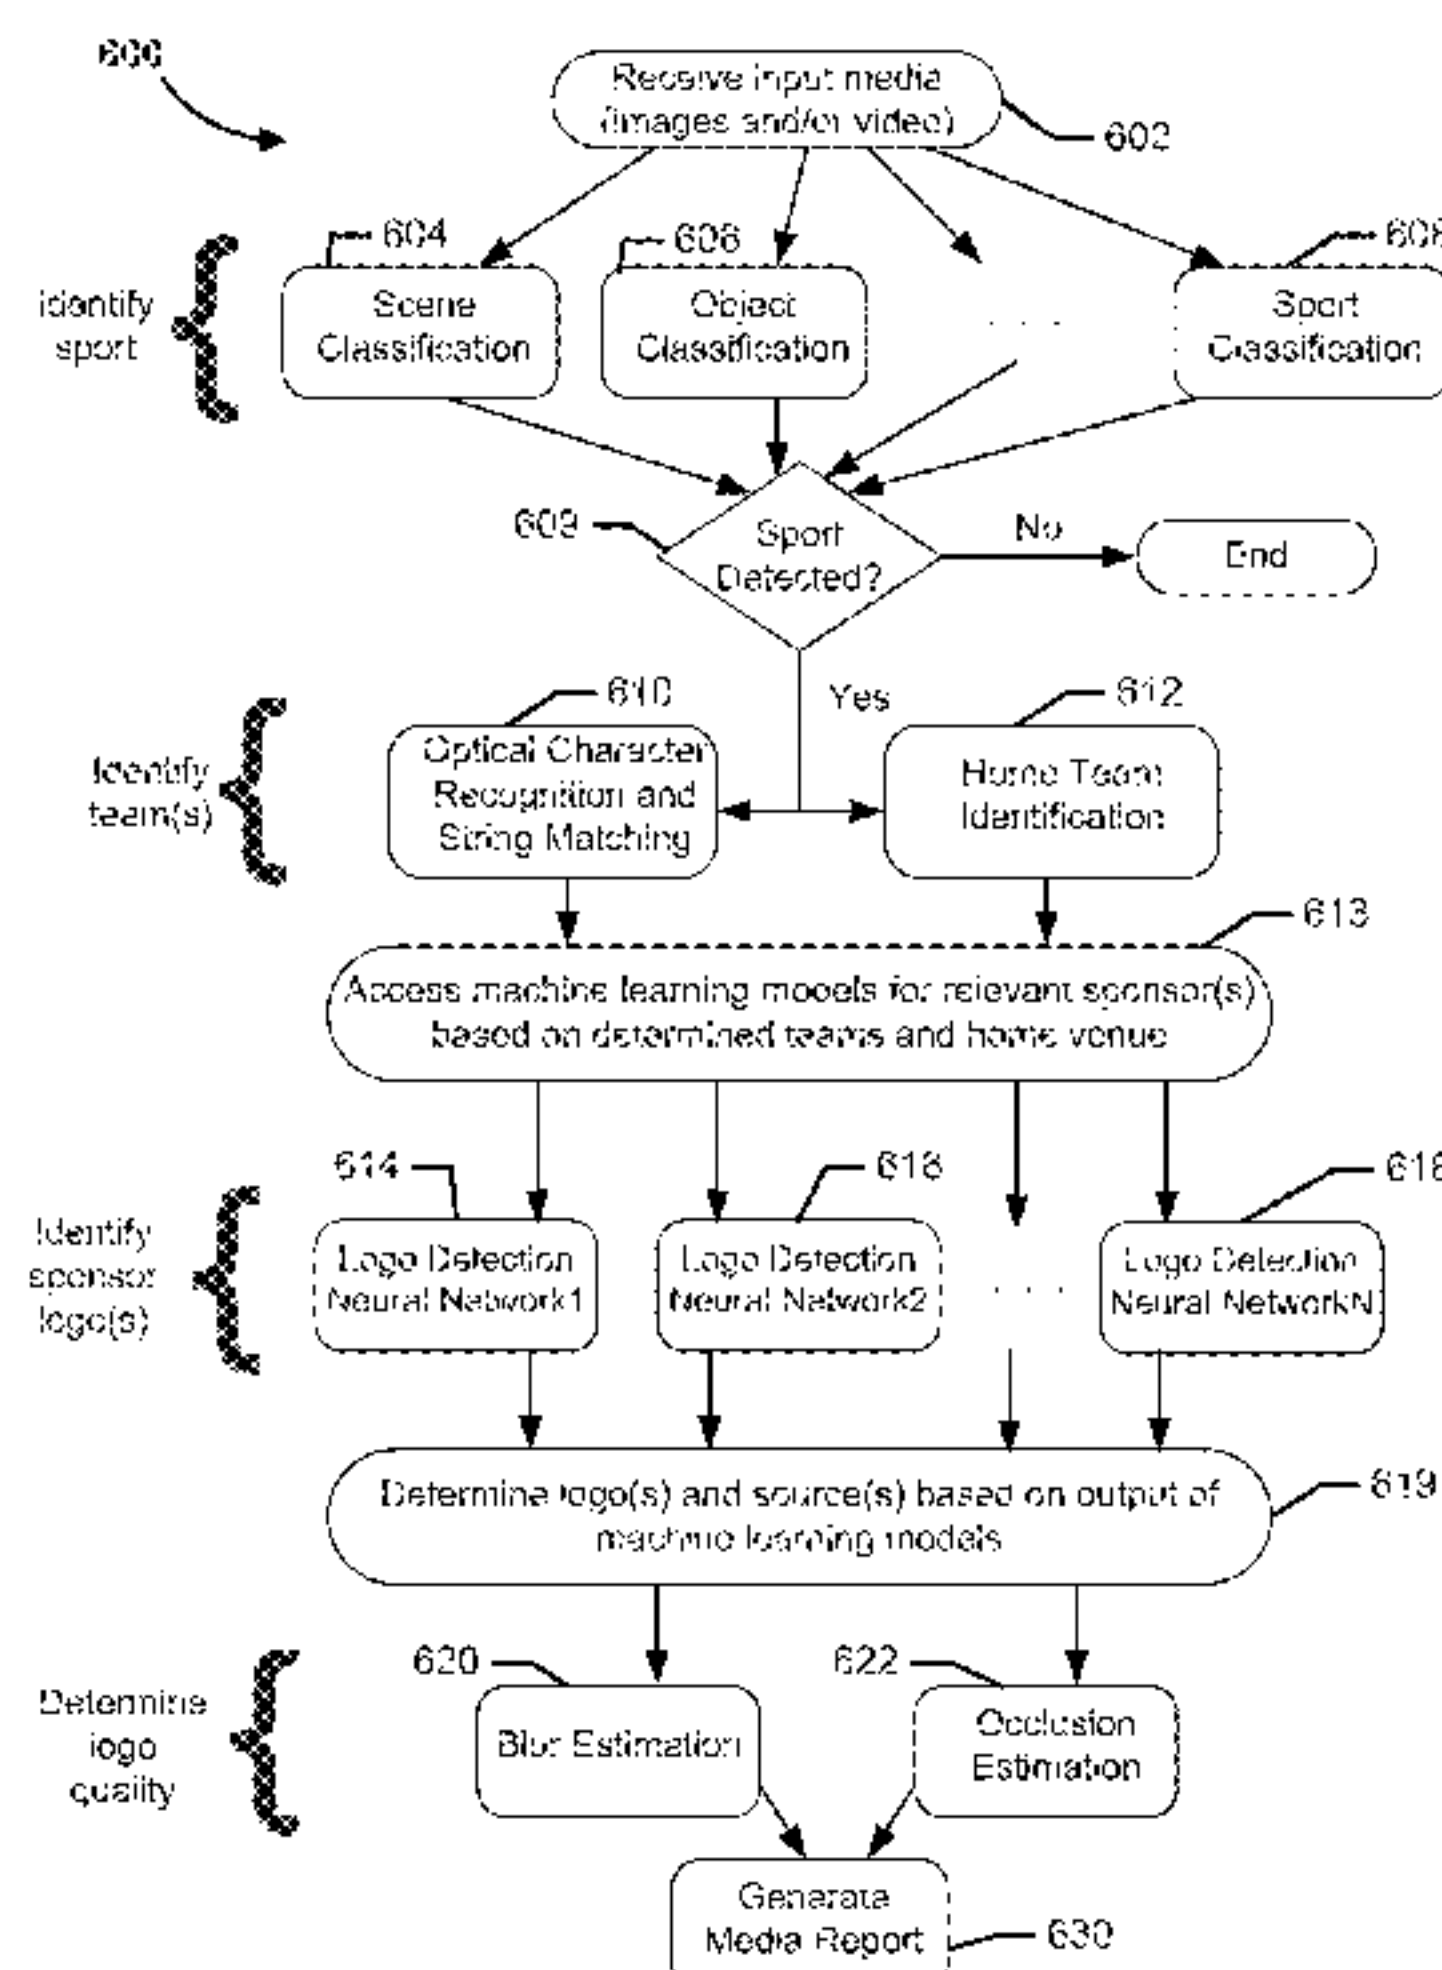 600
Receive input media
(images and/or video)
602
identify
sport
604
606
608
Scene
Classification
Object
Classification
. . . .
Sport
Classification
609
Sport
Detected?
No
End
Yes
Identify
team(s)
610
612
Optical Character
Recognition and
String Matching
Home Team
Identification
613
Access machine learning models for relevant sponsor(s)
based on determined teams and home venue
Identify
sponsor
logo(s)
614
616
618
Logo Detection
Neural Network1
Logo Detection
Neural Network2
. . . .
Logo Detection
Neural NetworkN
Determine logo(s) and source(s) based on output of
machine learning models
619
Determine
logo
quality
620
622
Blur Estimation
Occlusion
Estimation
Generate
Media Report
630